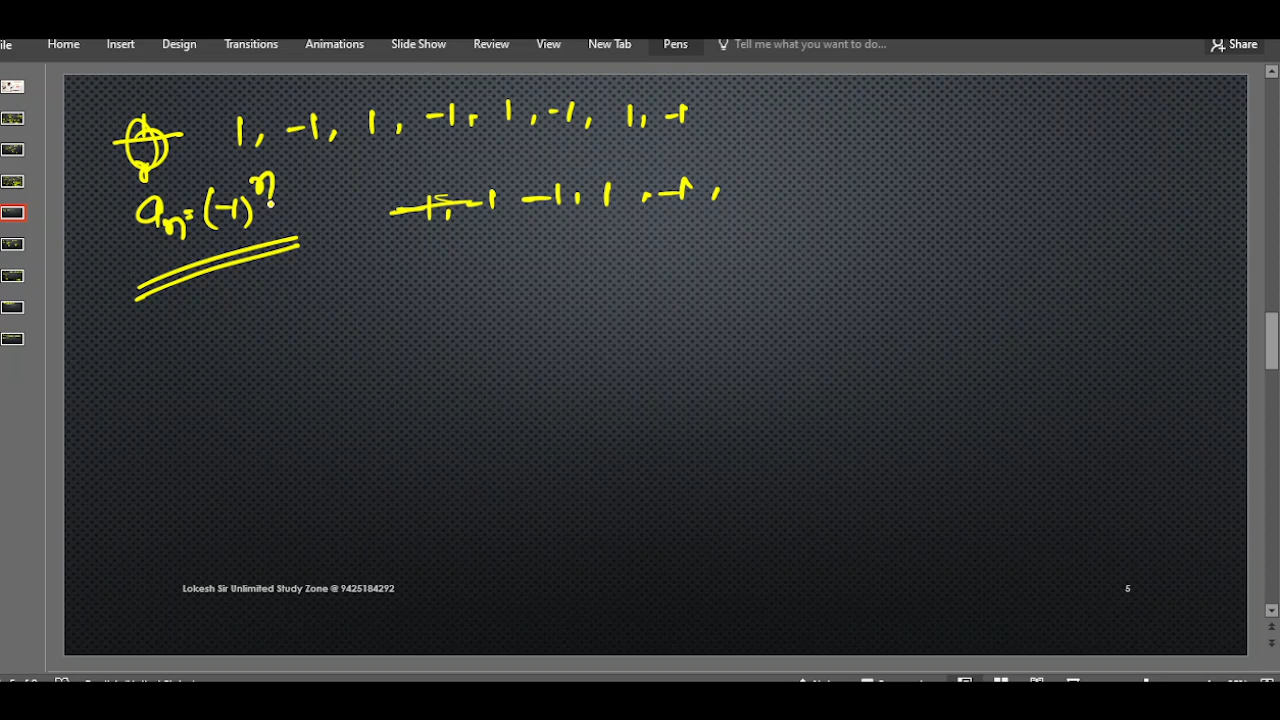 File Home Insert Design Transitions Animations Slide Show Review View New Tab Pens Tell me what you want to do... Share
Q 1, -1, 1, -1, 1, -1, 1, -1
aₙ = (-1)ⁿ -1, 1, -1,
Lokesh Sir Unlimited Study Zone @ 9425184292 5